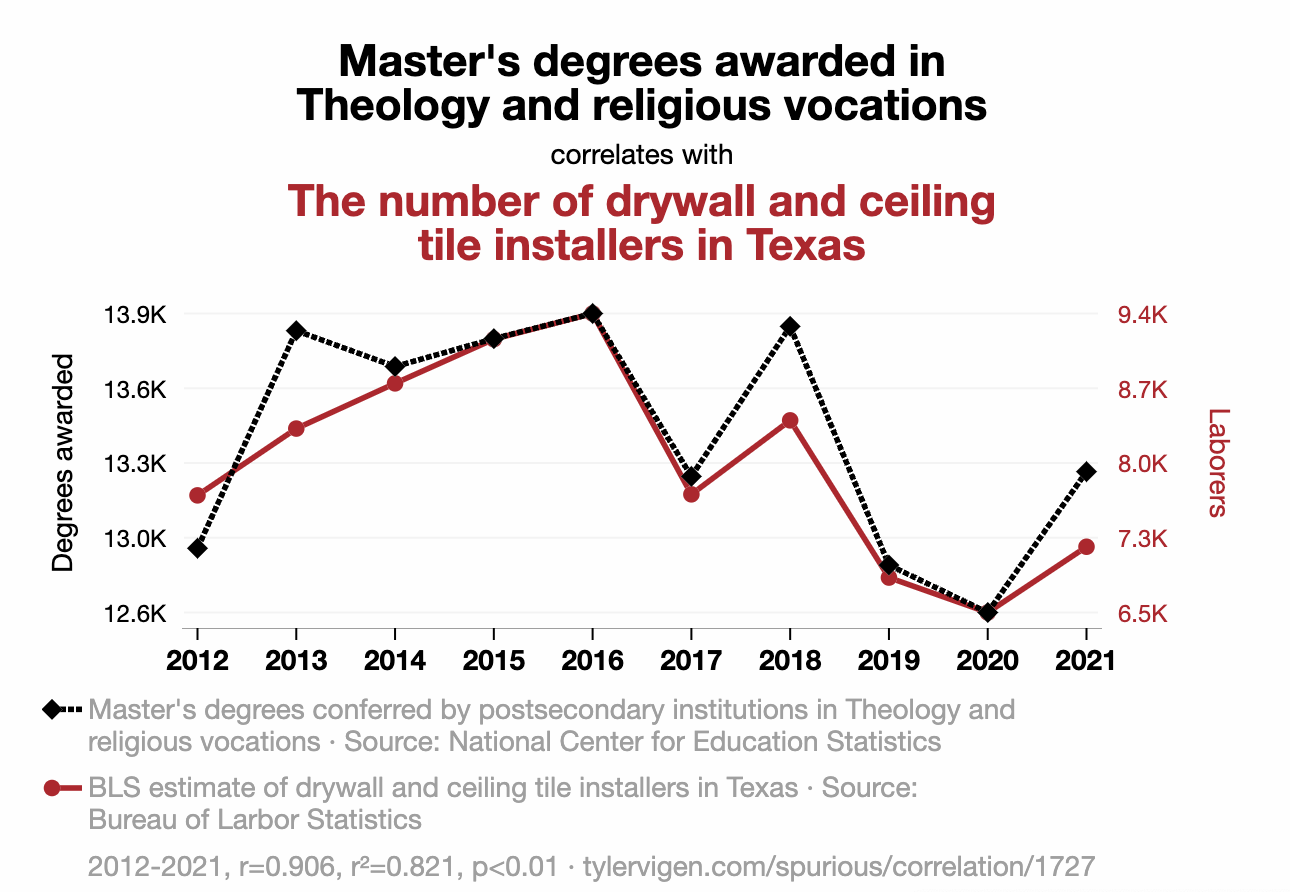 Master's degrees awarded in
Theology and religious vocations
correlates with
The number of drywall and ceiling
tile installers in Texas
Degrees awarded
13.9K
13.6K
13.3K
13.0K
12.6K
9.4K
8.7K
8.0K
7.3K
6.5K
Laborers
2012 2013 2014 2015 2016 2017 2018 2019 2020 2021
Master's degrees conferred by postsecondary institutions in Theology and
religious vocations · Source: National Center for Education Statistics
BLS estimate of drywall and ceiling tile installers in Texas · Source:
Bureau of Larbor Statistics
2012-2021, r=0.906, r²=0.821, p<0.01 · tylervigen.com/spurious/correlation/1727